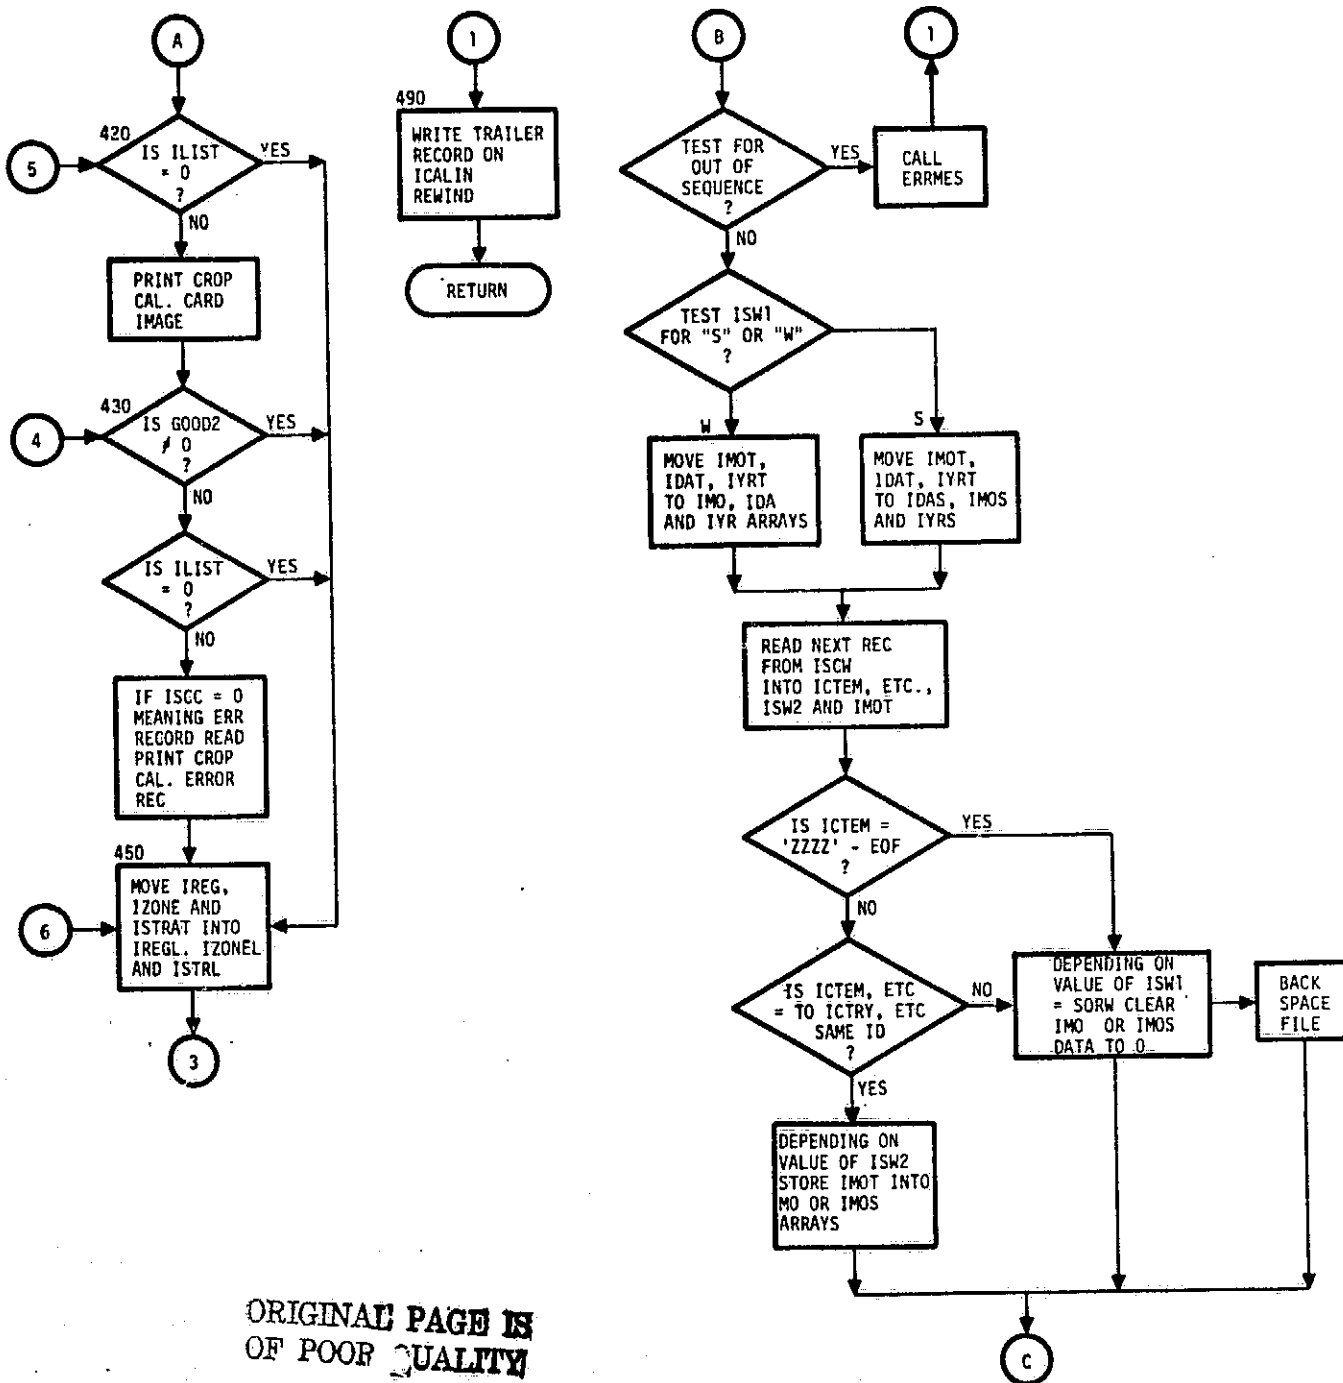 A
420
IS ILIST
= 0
?
YES
5
NO
PRINT CROP
CAL. CARD
IMAGE
430
IS GOOD2
≠ 0
?
YES
4
NO
IS ILIST
= 0
?
YES
NO
IF ISCC = 0
MEANING ERR
RECORD READ
PRINT CROP
CAL. ERROR
REC
450
MOVE IREG,
IZONE AND
ISTRAT INTO
IREGL. IZONEL
AND ISTRL
6
3
1
490
WRITE TRAILER
RECORD ON
ICALIN
REWIND
RETURN
B
TEST FOR
OUT OF
SEQUENCE
?
YES
CALL
ERRMES
1
NO
TEST ISW1
FOR "S" OR "W"
?
W
S
MOVE IMOT,
IDAT, IYRT
TO IMO, IDA
AND IYR ARRAYS
MOVE IMOT,
IDAT, IYRT
TO IDAS, IMOS
AND IYRS
READ NEXT REC
FROM ISCW
INTO ICTEM, ETC.,
ISW2 AND IMOT
IS ICTEM =
'ZZZZ' - EOF
?
YES
NO
IS ICTEM, ETC
= TO ICTRY, ETC
SAME ID
?
NO
DEPENDING ON
VALUE OF ISW1
= SORW CLEAR
IMO OR IMOS
DATA TO 0
BACK
SPACE
FILE
YES
DEPENDING ON
VALUE OF ISW2
STORE IMOT INTO
MO OR IMOS
ARRAYS
C
ORIGINAL PAGE IS
OF POOR QUALITY